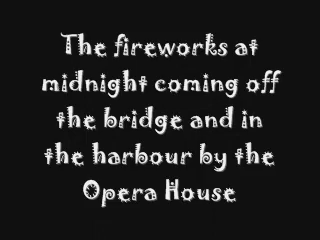 The fireworks at
midnight coming off
the bridge and in
the harbour by the
Opera House